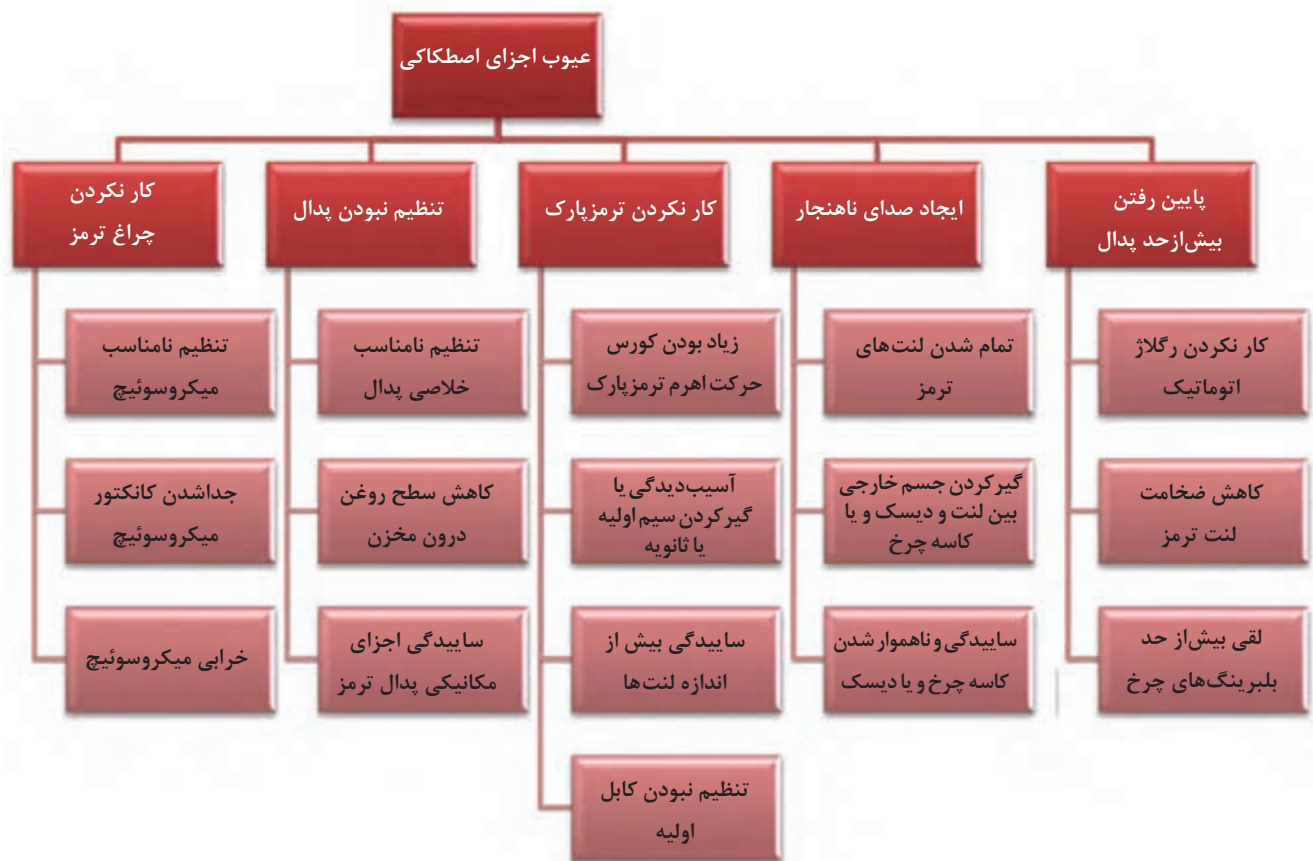 عیوب اجزای اصطکاکی
پایین رفتن
بیش‌ازحد پدال
کار نکردن رگلاژ
اتوماتیک
کاهش ضخامت
لنت ترمز
لقی بیش‌از حد
بلبرینگ‌های چرخ
ایجاد صدای ناهنجار
تمام شدن لنت‌های
ترمز
گیرکردن جسم خارجی
بین لنت و دیسک و یا
کاسه چرخ
ساییدگی و ناهموار شدن
کاسه چرخ و یا دیسک
کار نکردن ترمزپارک
زیاد بودن کورس
حرکت اهرم ترمزپارک
آسیب‌دیدگی یا
گیرکردن سیم اولیه
یا ثانویه
ساییدگی بیش از
اندازه لنت‌ها
تنظیم نبودن کابل
اولیه
تنظیم نبودن پدال
تنظیم نامناسب
خلاصی پدال
کاهش سطح روغن
درون مخزن
ساییدگی اجزای
مکانیکی پدال ترمز
کار نکردن
چراغ ترمز
تنظیم نامناسب
میکروسوئیچ
جداشدن کانکتور
میکروسوئیچ
خرابی میکروسوئیچ